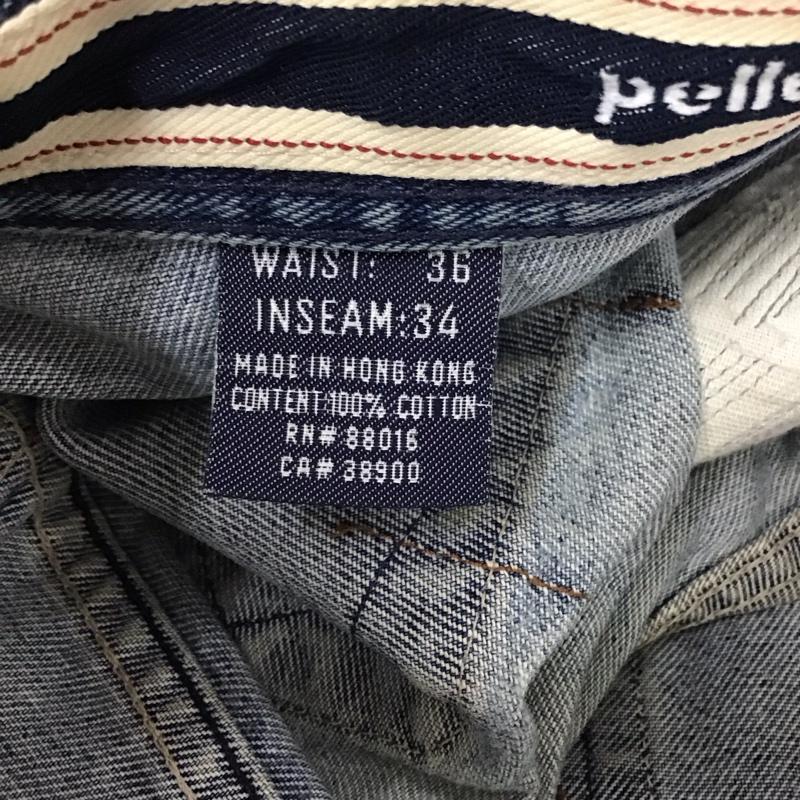 pelle
WAIST: 36
INSEAM:34
MADE IN HONG KONG
CONTENT:100% COTTON
RN# 88016
CA# 38900